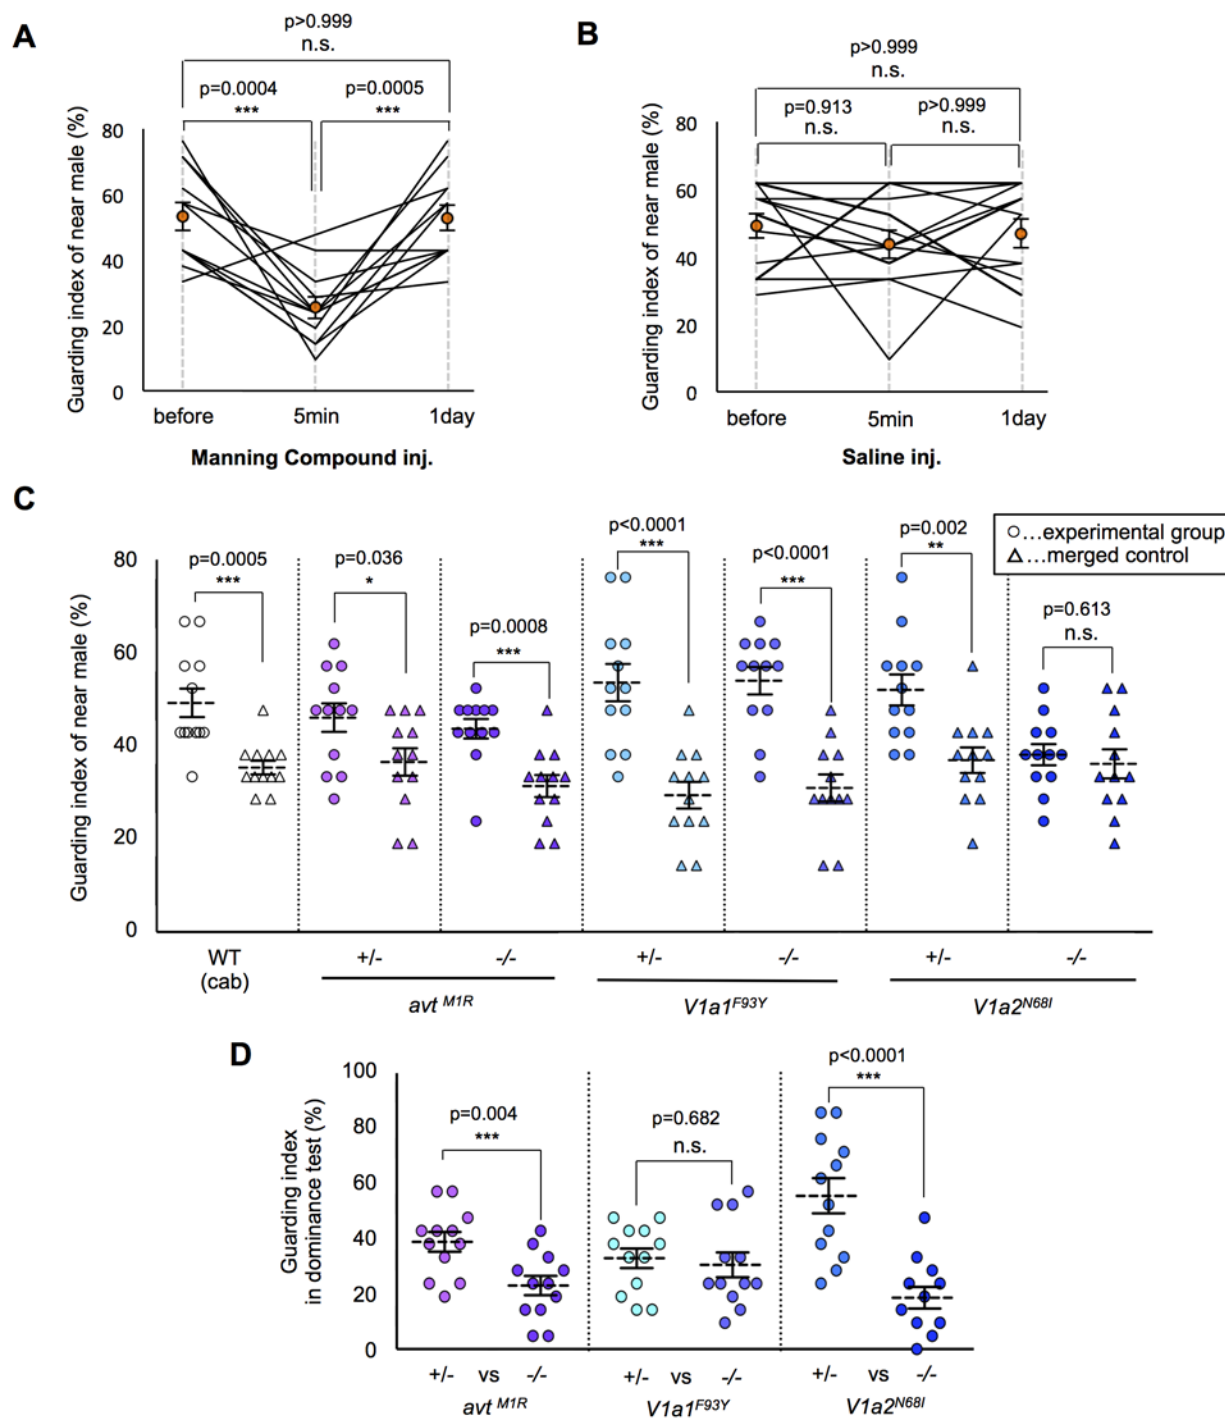 A
p>0.999
n.s.
p=0.0004
***
p=0.0005
***
Guarding index of near male (%)
80
60
40
20
0
before
5min
1day
Manning Compound inj.
B
p>0.999
n.s.
p=0.913
n.s.
p>0.999
n.s.
Guarding index of near male (%)
80
60
40
20
0
before
5min
1day
Saline inj.
C
○…experimental group
△…merged control
Guarding index of near male (%)
80
60
40
20
0
p=0.0005
***
p=0.036
*
p=0.0008
***
p<0.0001
***
p<0.0001
***
p=0.002
**
p=0.613
n.s.
WT
(cab)
+/-
-/-
+/-
-/-
+/-
-/-
avt M1R
V1a1F93Y
V1a2N68I
D
Guarding index
in dominance test (%)
100
80
60
40
20
0
p=0.004
***
p=0.682
n.s.
p<0.0001
***
+/- vs -/-
+/- vs -/-
+/- vs -/-
avt M1R
V1a1F93Y
V1a2N68I